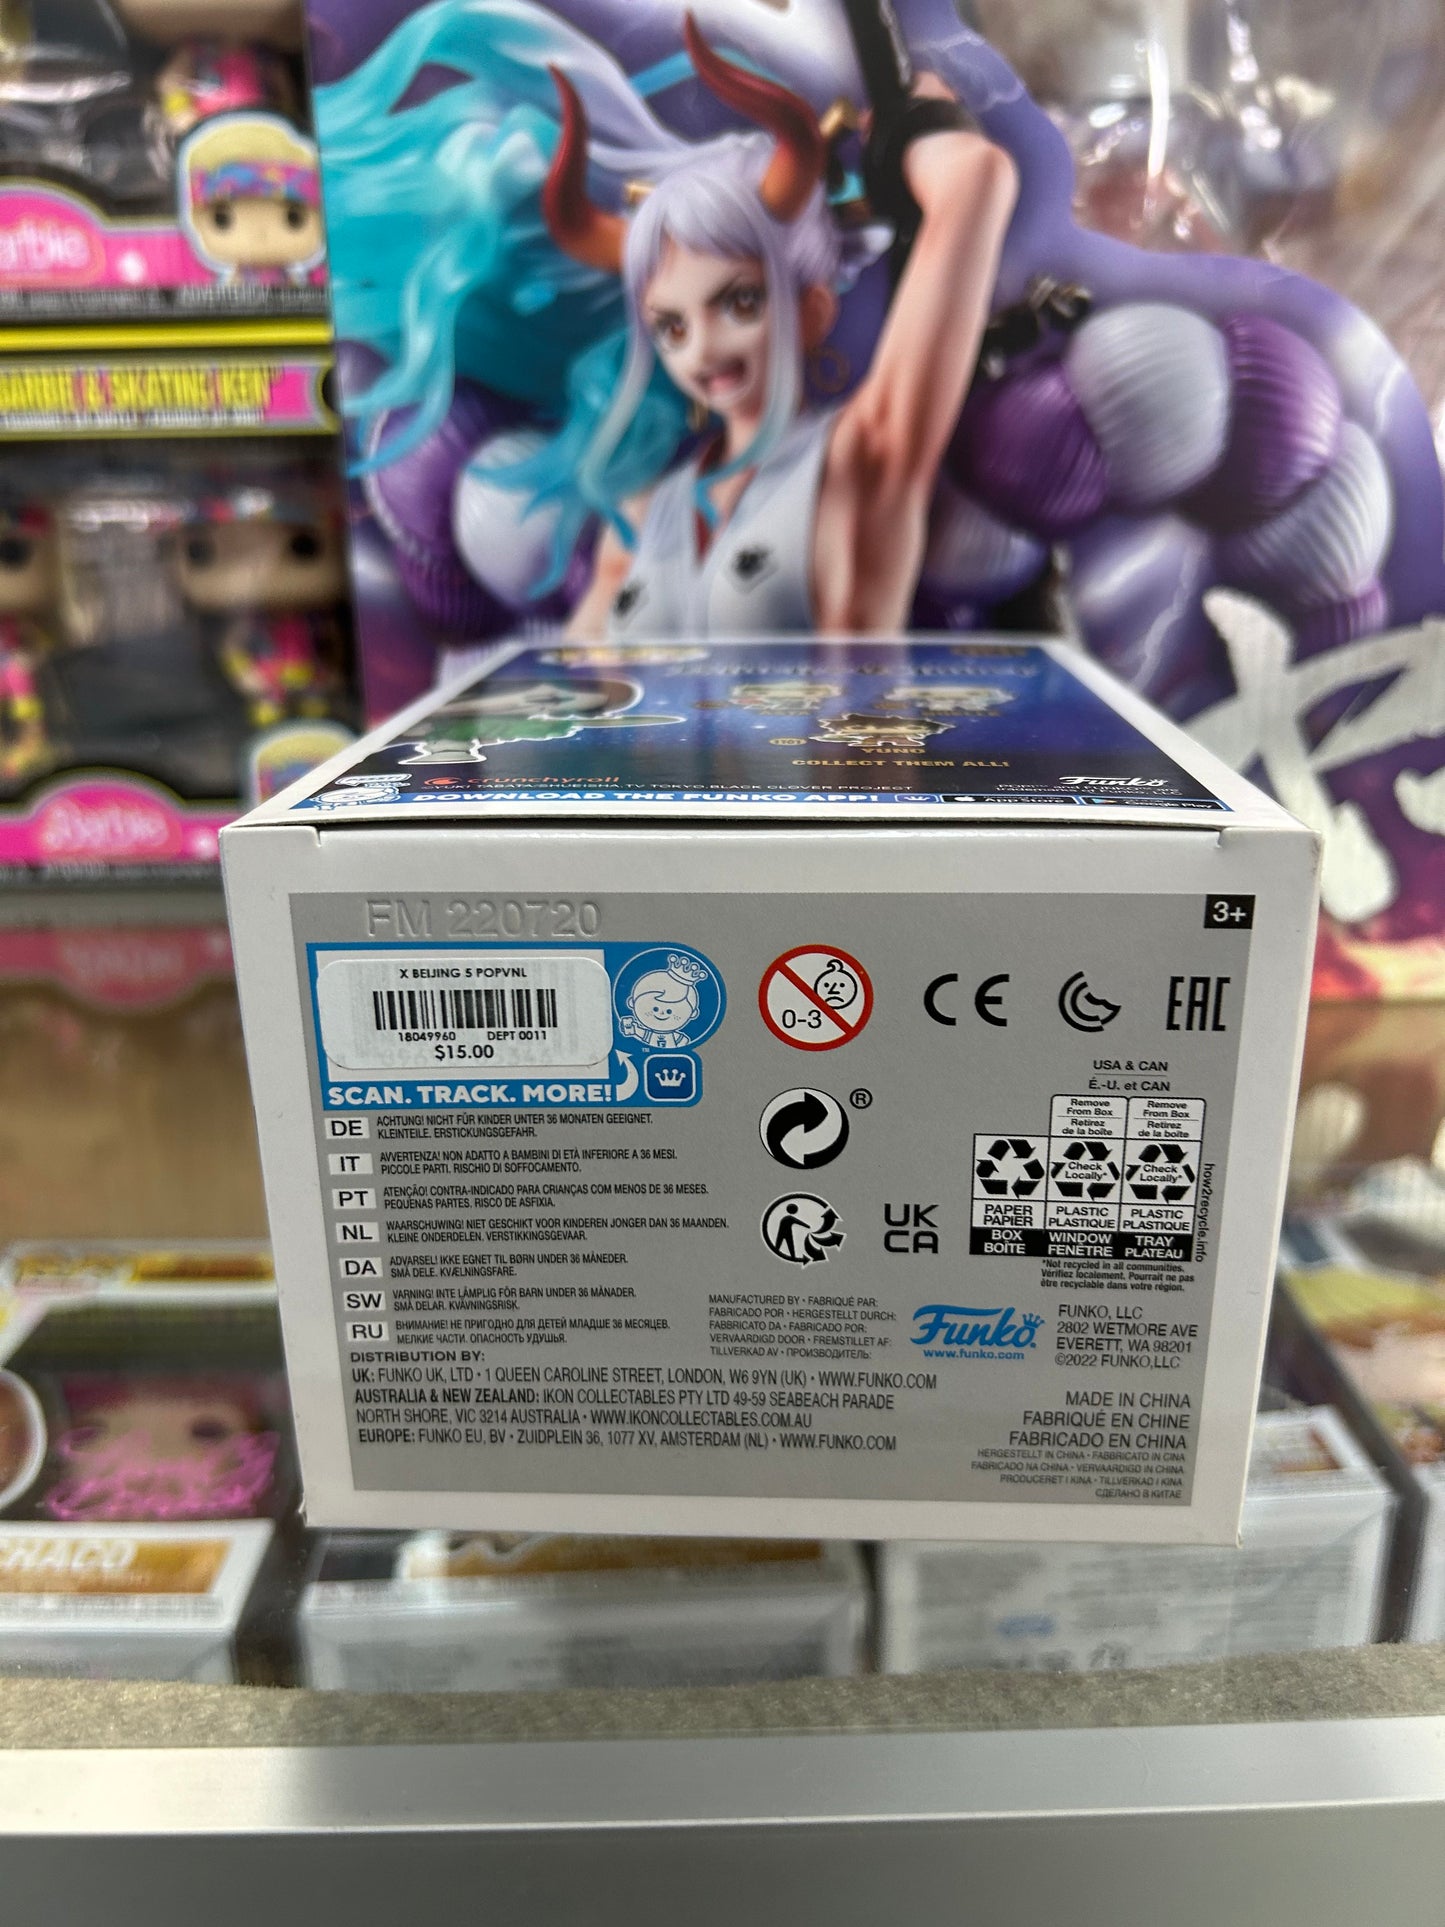 BARBIE & SKATING KEN
Barbie
YUNO
COLLECT THEM ALL!
crunchyroll
©YUKI TABATA/SHUEISHA, TV TOKYO, BLACK CLOVER PROJECT
Funko
DOWNLOAD THE FUNKO APP!
App Store
Google Play
FM 220720
3+
X BEIJING 5 POPVNL
18049960 DEPT 0011
$15.00
SCAN. TRACK. MORE!
0-3
CE
EAC
DE ACHTUNG! NICHT FÜR KINDER UNTER 36 MONATEN GEEIGNET.
KLEINTEILE. ERSTICKUNGSGEFAHR.
IT AVVERTENZA! NON ADATTO A BAMBINI DI ETÀ INFERIORE A 36 MESI.
PICCOLE PARTI. RISCHIO DI SOFFOCAMENTO.
PT ATENÇÃO! CONTRA-INDICADO PARA CRIANÇAS COM MENOS DE 36 MESES.
PEQUENAS PARTES. RISCO DE ASFIXIA.
NL WAARSCHUWING! NIET GESCHIKT VOOR KINDEREN JONGER DAN 36 MAANDEN.
KLEINE ONDERDELEN. VERSTIKKINGSGEVAAR.
DA ADVARSEL! IKKE EGNET TIL BØRN UNDER 36 MÅNEDER.
SMÅ DELE. KVÆLNINGSFARE.
SW VARNING! INTE LÄMPLIG FÖR BARN UNDER 36 MÅNADER.
SMÅ DELAR. KVÄVNINGSRISK.
RU ВНИМАНИЕ! НЕ ПРИГОДНО ДЛЯ ДЕТЕЙ МЛАДШЕ 36 МЕСЯЦЕВ.
МЕЛКИЕ ЧАСТИ. ОПАСНОСТЬ УДУШЬЯ.
®
UK
CA
USA & CAN
É.-U. et CAN
Remove From Box
Retirez de la boîte
Remove From Box
Retirez de la boîte
Check Locally*
Check Locally*
PAPER PAPIER
PLASTIC PLASTIQUE
PLASTIC PLASTIQUE
BOX BOÎTE
WINDOW FENÊTRE
TRAY PLATEAU
how2recycle.info
*Not recycled in all communities.
Vérifiez localement. Pourrait ne pas
être recyclable dans votre région.
MANUFACTURED BY • FABRIQUÉ PAR:
FABRICADO POR • HERGESTELLT DURCH:
FABBRICATO DA • FABRICADO POR:
VERVAARDIGD DOOR • FREMSTILLET AF:
TILLVERKAD AV • ПРОИЗВОДИТЕЛЬ:
Funko
www.funko.com
FUNKO, LLC
2802 WETMORE AVE
EVERETT, WA 98201
©2022 FUNKO,LLC
DISTRIBUTION BY:
UK: FUNKO UK, LTD • 1 QUEEN CAROLINE STREET, LONDON, W6 9YN (UK) • WWW.FUNKO.COM
AUSTRALIA & NEW ZEALAND: IKON COLLECTABLES PTY LTD 49-59 SEABEACH PARADE
NORTH SHORE, VIC 3214 AUSTRALIA • WWW.IKONCOLLECTABLES.COM.AU
EUROPE: FUNKO EU, BV • ZUIDPLEIN 36, 1077 XV, AMSTERDAM (NL) • WWW.FUNKO.COM
MADE IN CHINA
FABRIQUÉ EN CHINE
FABRICADO EN CHINA
HERGESTELLT IN CHINA • FABBRICATO IN CINA
FABRICADO NA CHINA • VERVAARDIGD IN CHINA
PRODUCERET I KINA • TILLVERKAD I KINA
СДЕЛАНО В КИТАЕ
Barbie
CHACO